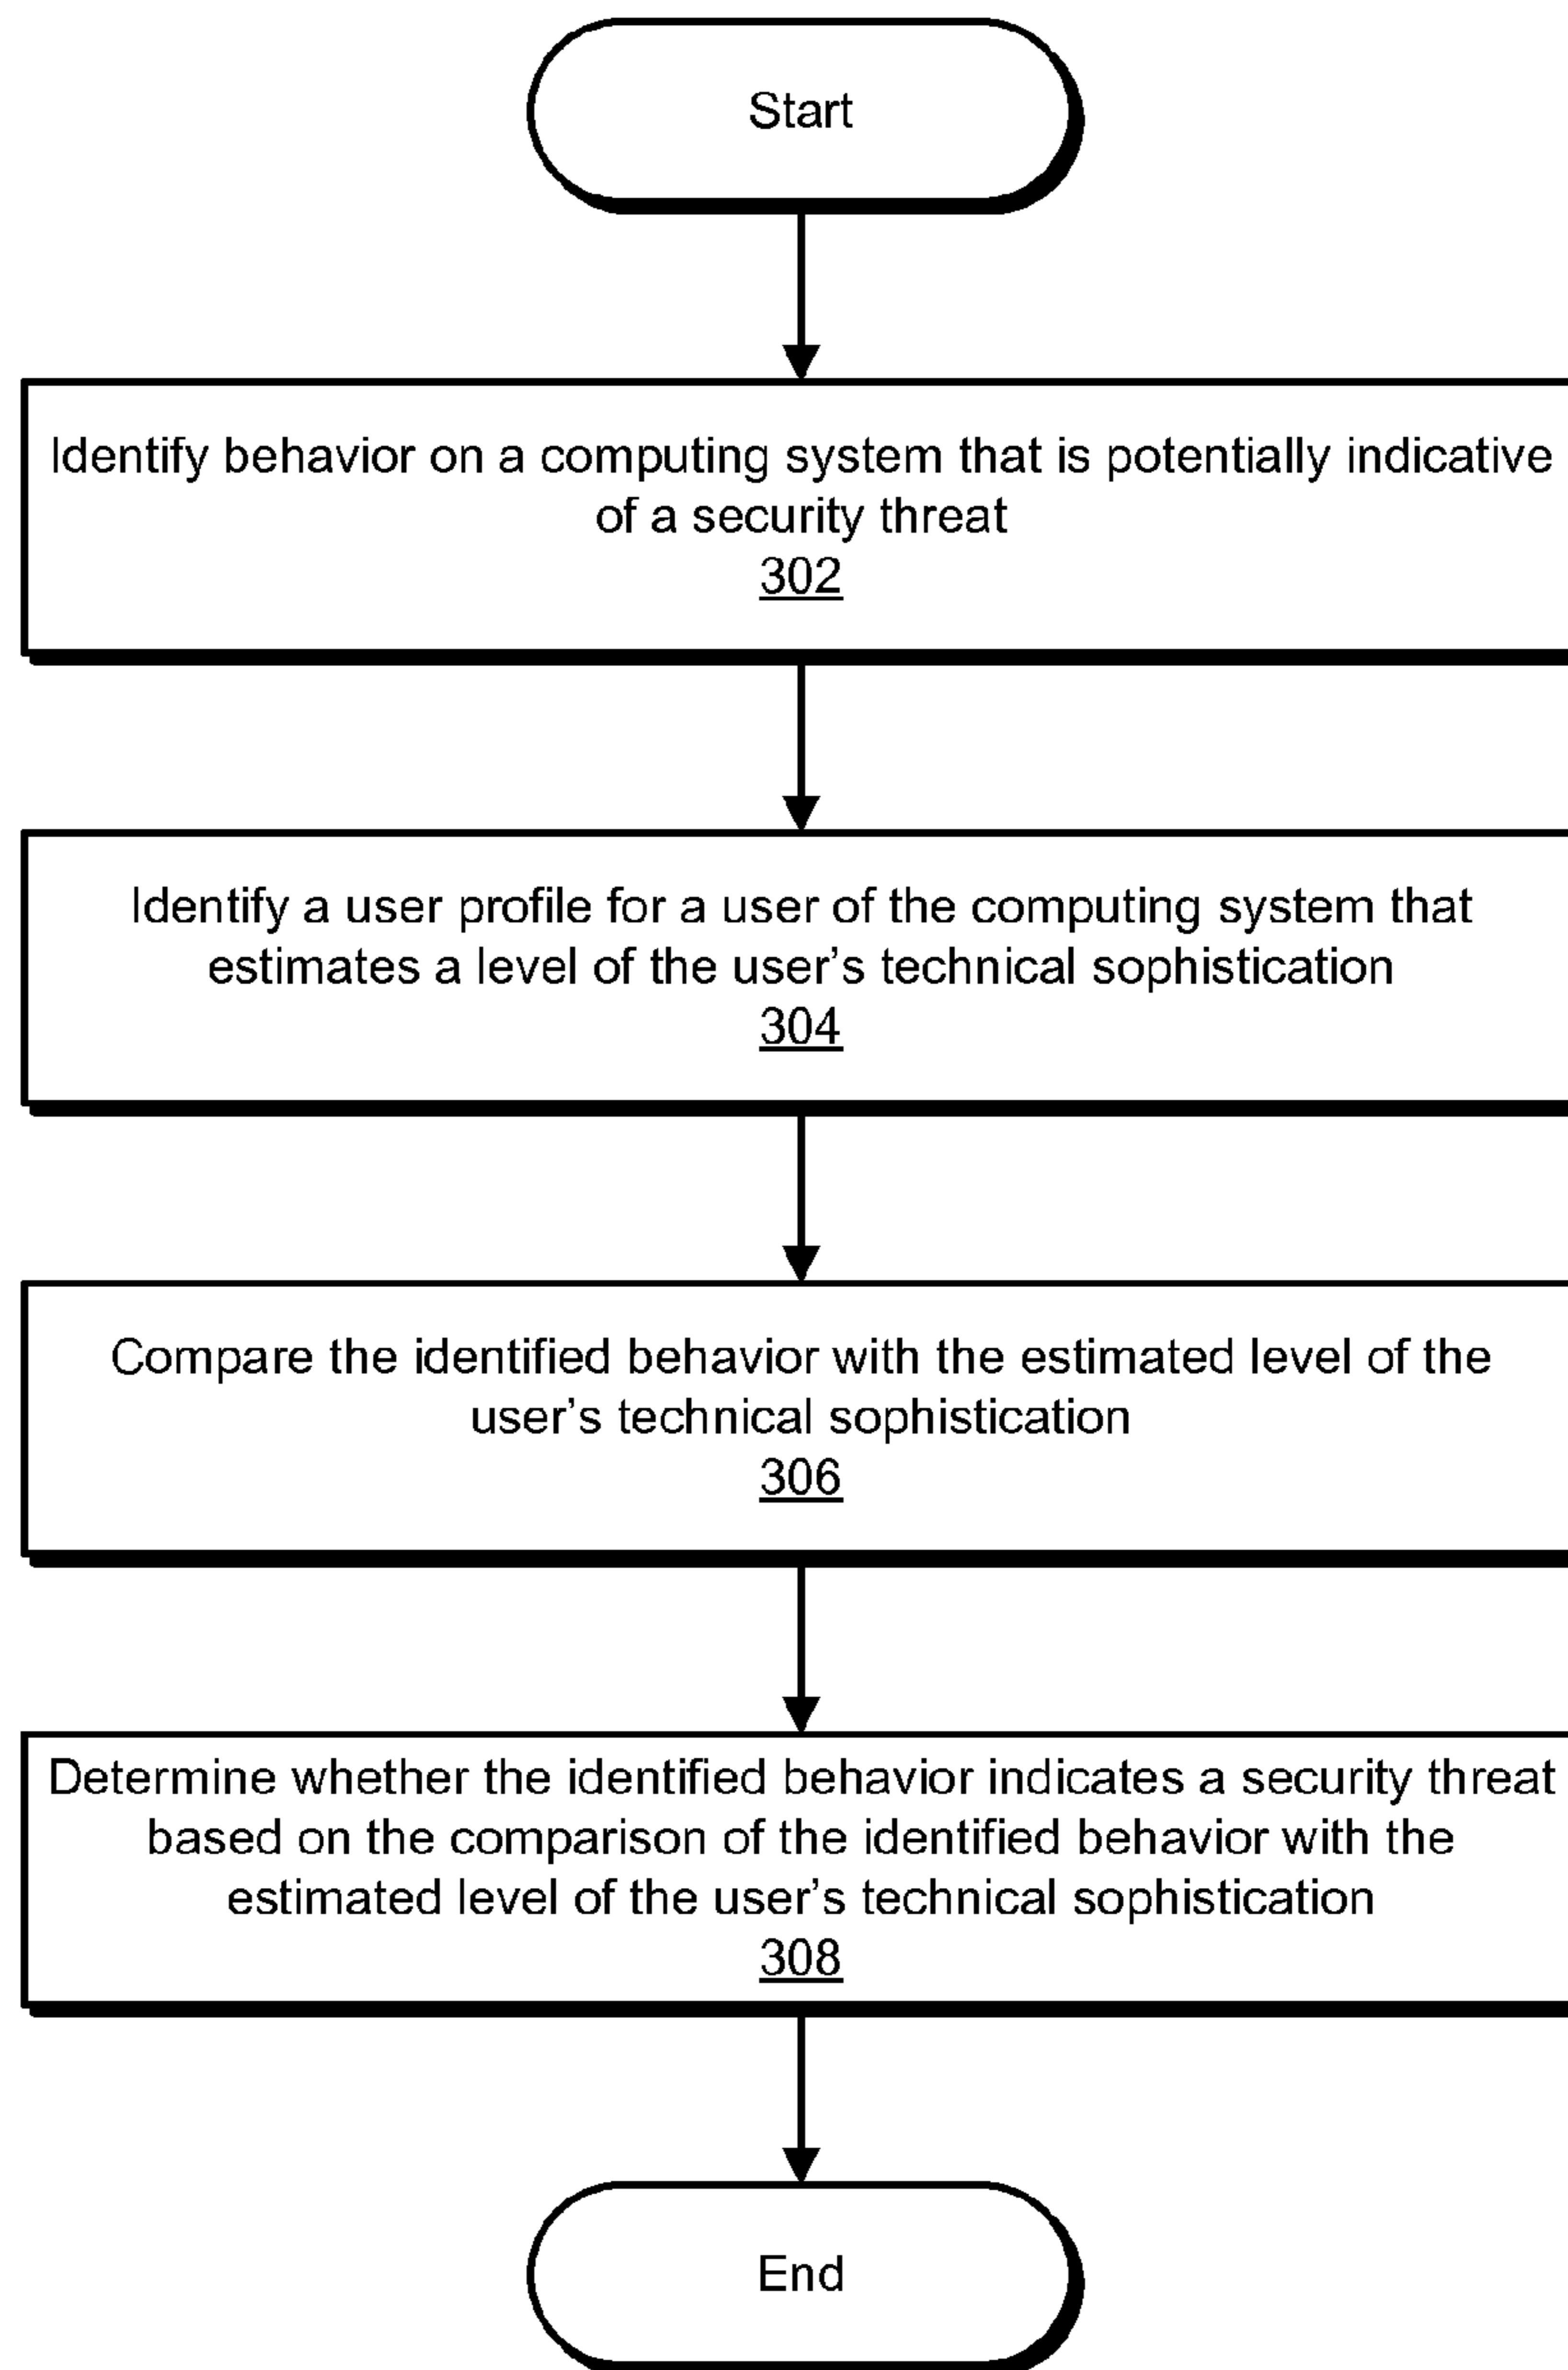 Start
Identify behavior on a computing system that is potentially indicative
of a security threat
302
Identify a user profile for a user of the computing system that
estimates a level of the user’s technical sophistication
304
Compare the identified behavior with the estimated level of the
user’s technical sophistication
306
Determine whether the identified behavior indicates a security threat
based on the comparison of the identified behavior with the
estimated level of the user’s technical sophistication
308
End